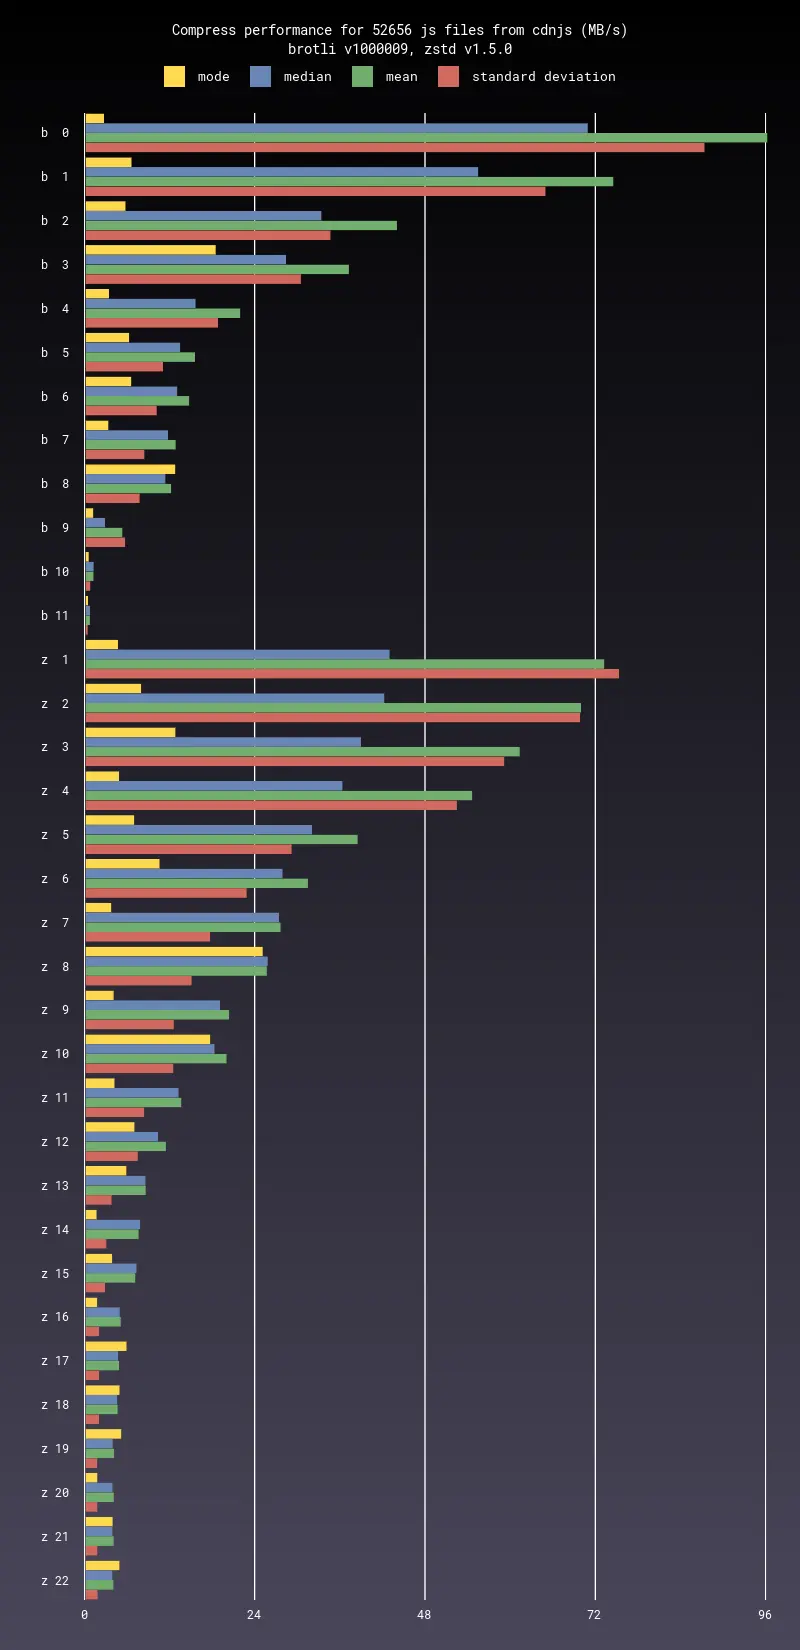 Compress performance for 52656 js files from cdnjs (MB/s)
brotli v1000009, zstd v1.5.0
mode median mean standard deviation
b 0
b 1
b 2
b 3
b 4
b 5
b 6
b 7
b 8
b 9
b 10
b 11
z 1
z 2
z 3
z 4
z 5
z 6
z 7
z 8
z 9
z 10
z 11
z 12
z 13
z 14
z 15
z 16
z 17
z 18
z 19
z 20
z 21
z 22
0 24 48 72 96